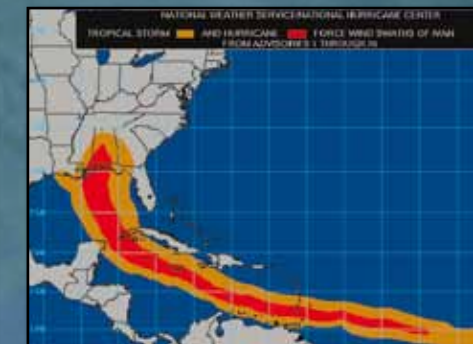 NATIONAL WEATHER SERVICE/NATIONAL HURRICANE CENTER
TROPICAL STORM AND HURRICANE FORCE WIND SWATHS OF
FROM ADVISORIES 1 THROUGH